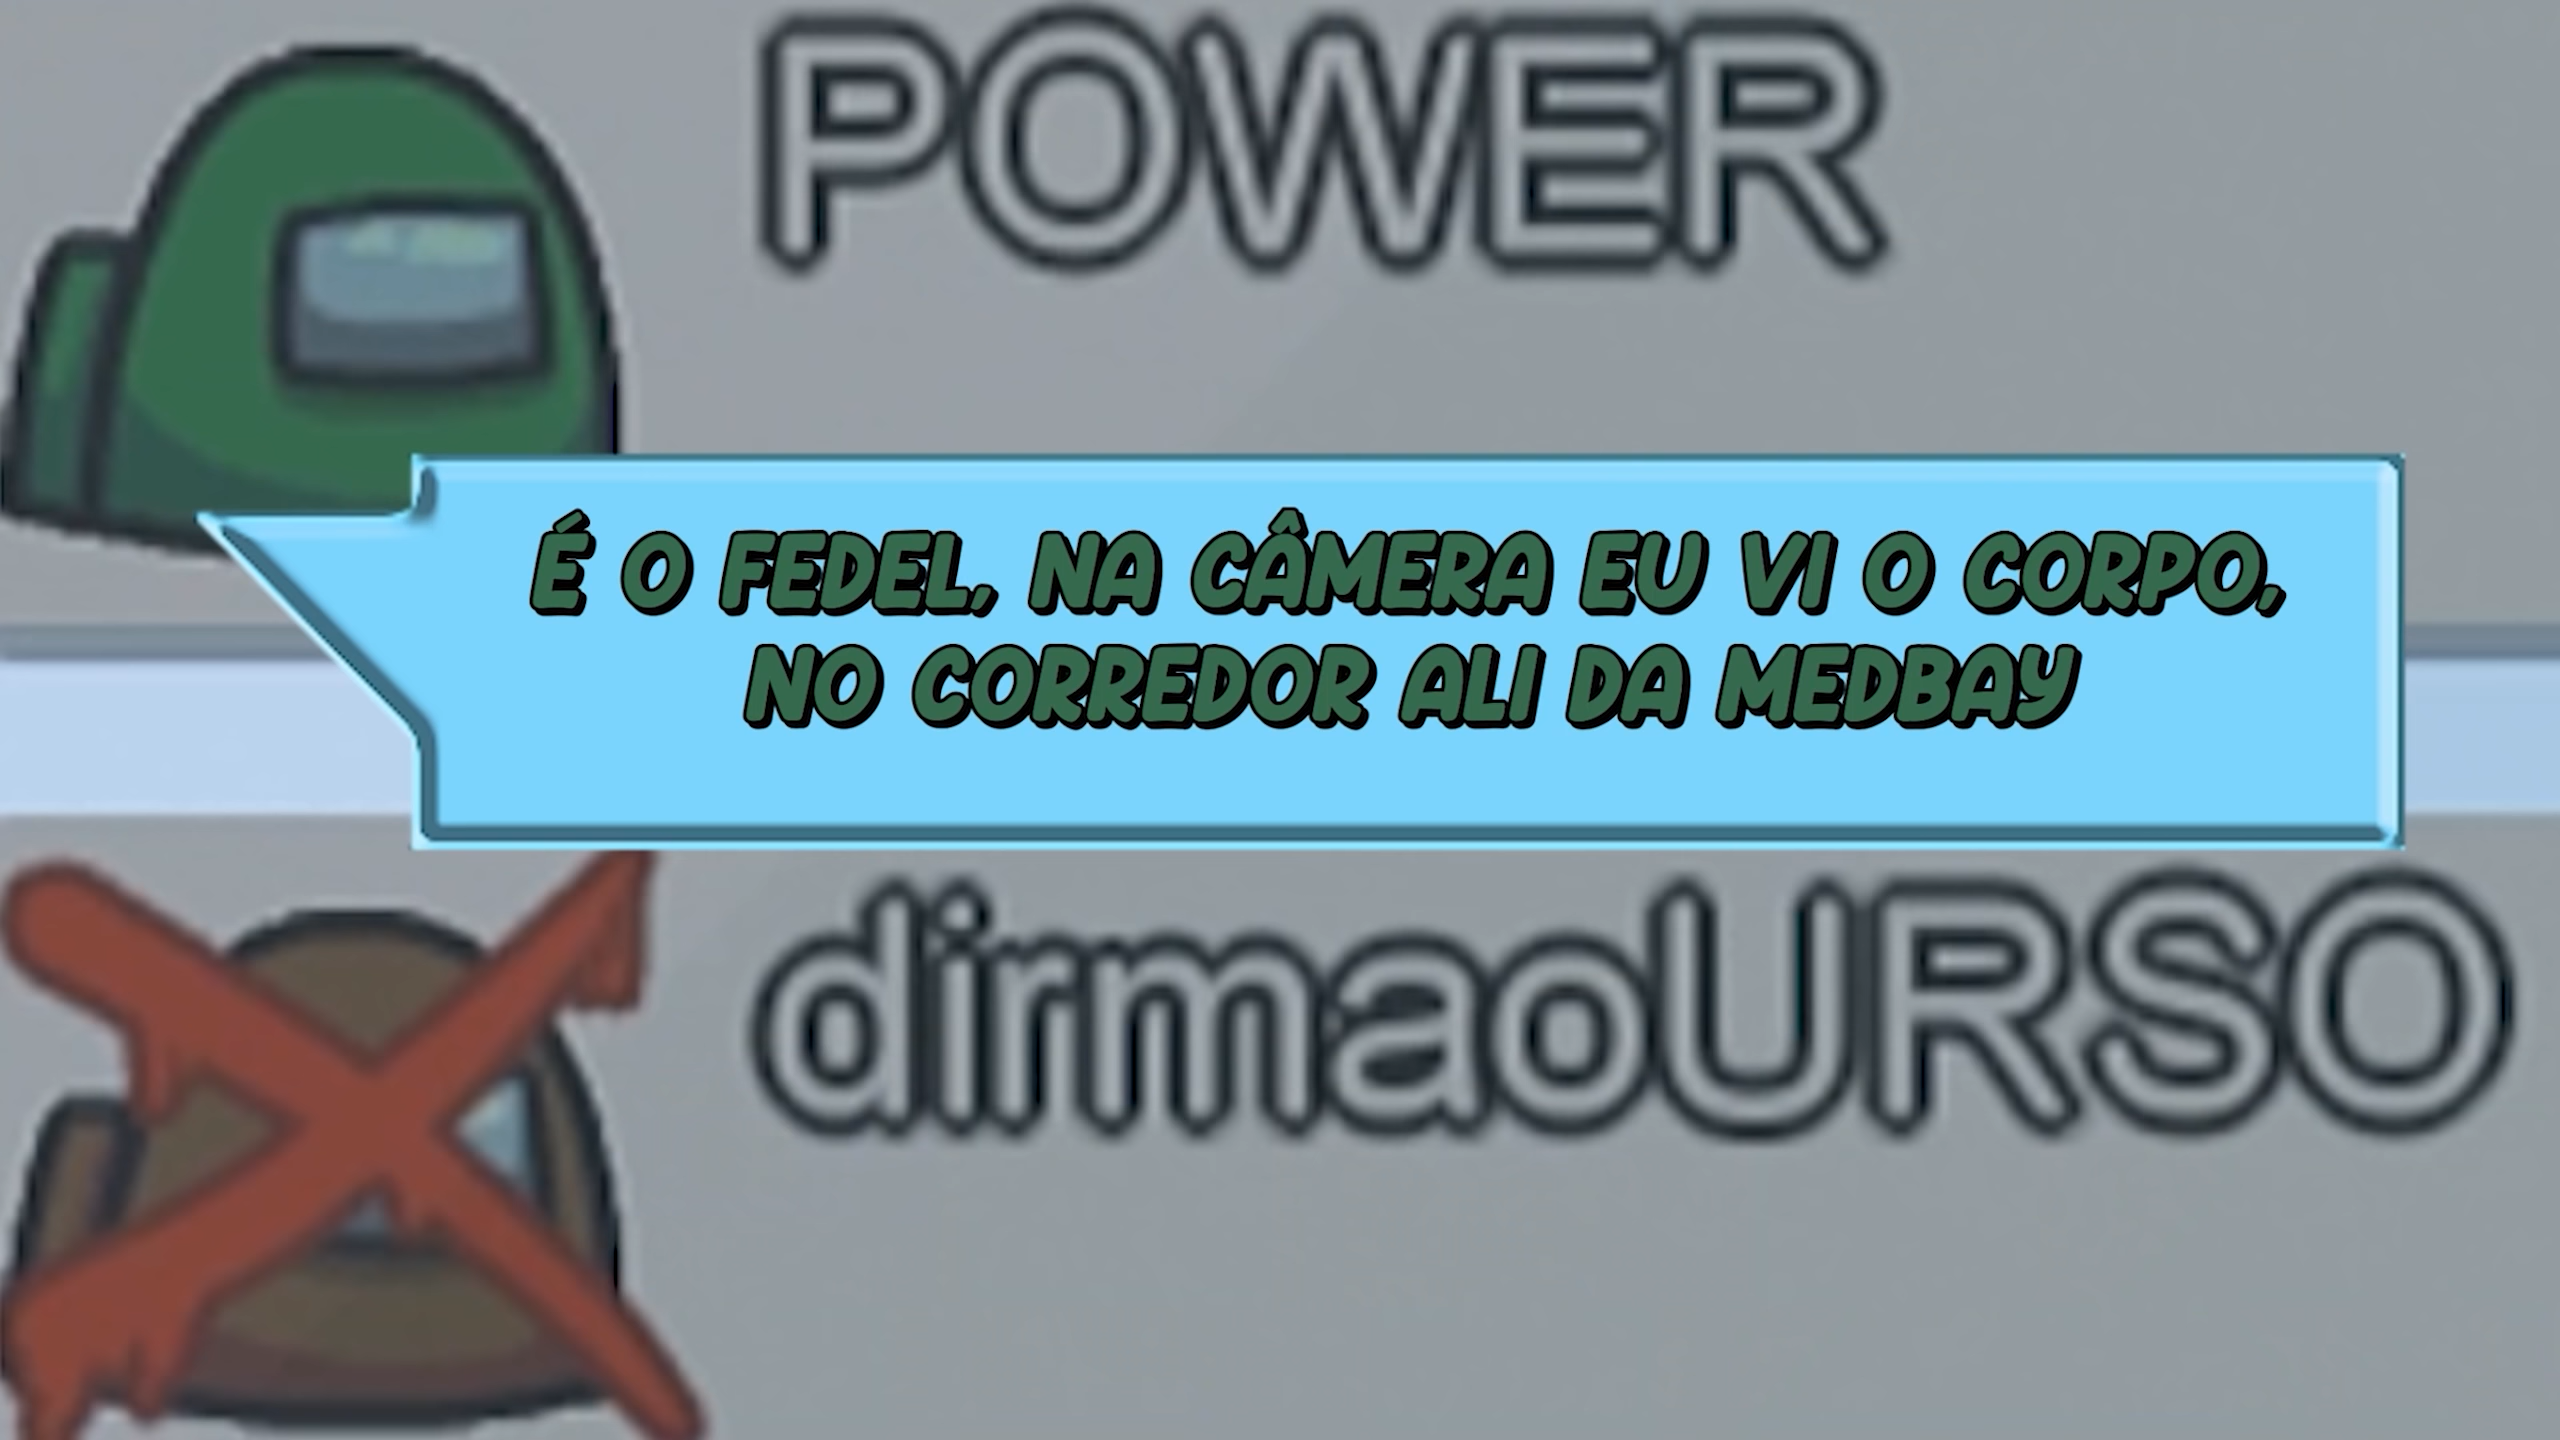 POWER
É O FEDEL, NA CÂMERA EU VI O CORPO,
NO CORREDOR ALI DA MEDBAY
dirmaoURSO